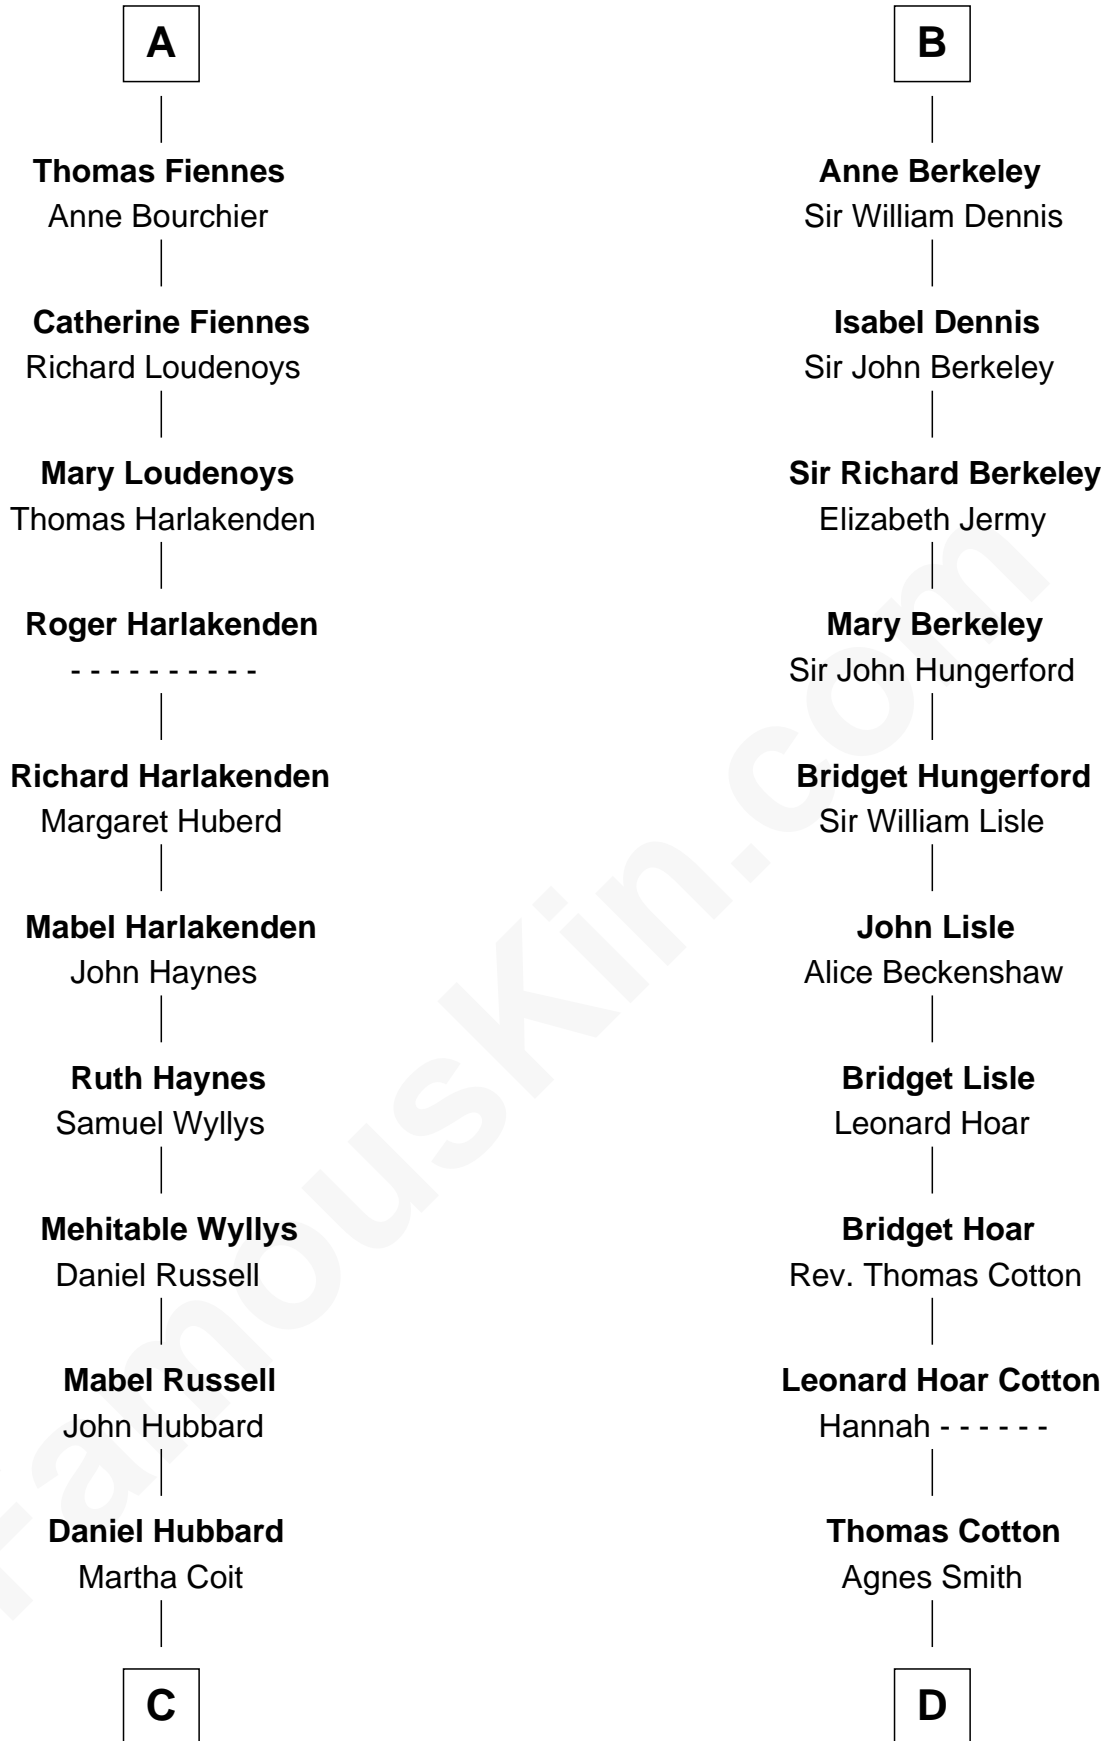 A
Thomas Fiennes
Anne Bourchier
Catherine Fiennes
Richard Loudenoys
Mary Loudenoys
Thomas Harlakenden
Roger Harlakenden
- - - - - - - - - -
Richard Harlakenden
Margaret Huberd
Mabel Harlakenden
John Haynes
Ruth Haynes
Samuel Wyllys
Mehitable Wyllys
Daniel Russell
Mabel Russell
John Hubbard
Daniel Hubbard
Martha Coit
C
B
Anne Berkeley
Sir William Dennis
Isabel Dennis
Sir John Berkeley
Sir Richard Berkeley
Elizabeth Jermy
Mary Berkeley
Sir John Hungerford
Bridget Hungerford
Sir William Lisle
John Lisle
Alice Beckenshaw
Bridget Lisle
Leonard Hoar
Bridget Hoar
Rev. Thomas Cotton
Leonard Hoar Cotton
Hannah - - - - - -
Thomas Cotton
Agnes Smith
D
FamousKin.com